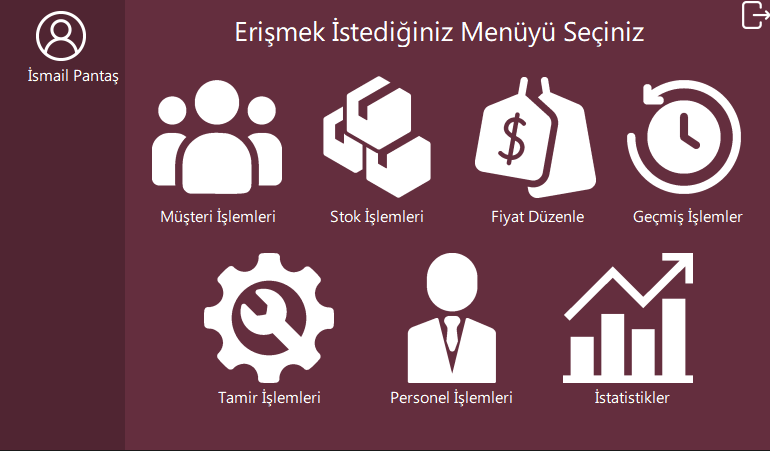 Erişmek İstediğiniz Menüyü Seçiniz
İsmail Pantaş
$
Müşteri İşlemleri
Stok İşlemleri
Fiyat Düzenle
Geçmiş İşlemler
Tamir İşlemleri
Personel İşlemleri
İstatistikler